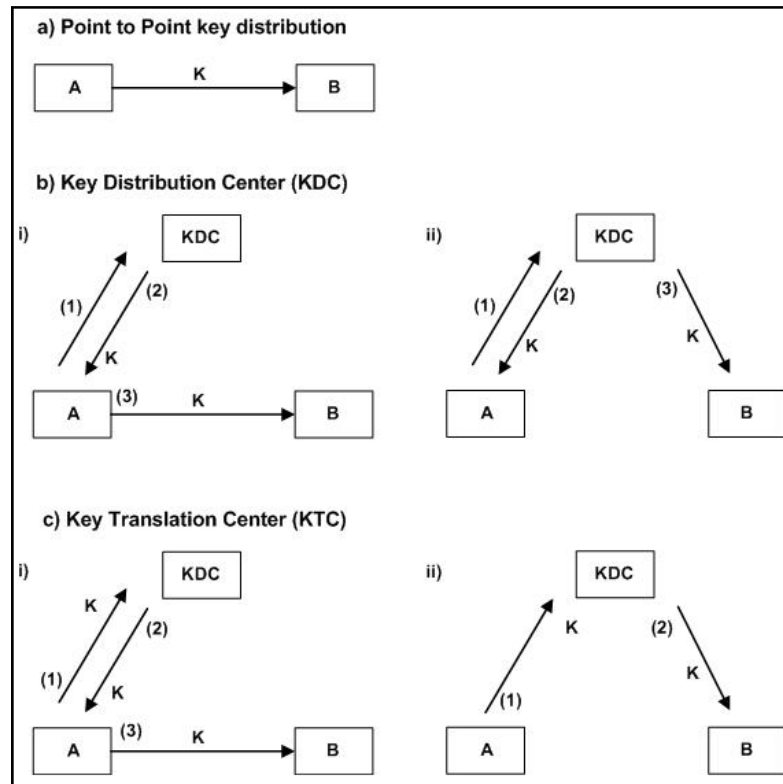 a) Point to Point key distribution
A
K
B
b) Key Distribution Center (KDC)
i)
KDC
(1)
(2)
K
A
(3)
K
B
ii)
KDC
(1)
(2)
K
(3)
K
A
B
c) Key Translation Center (KTC)
i)
KDC
K
(1)
(2)
K
A
(3)
K
B
ii)
KDC
K
(1)
(2)
K
A
B